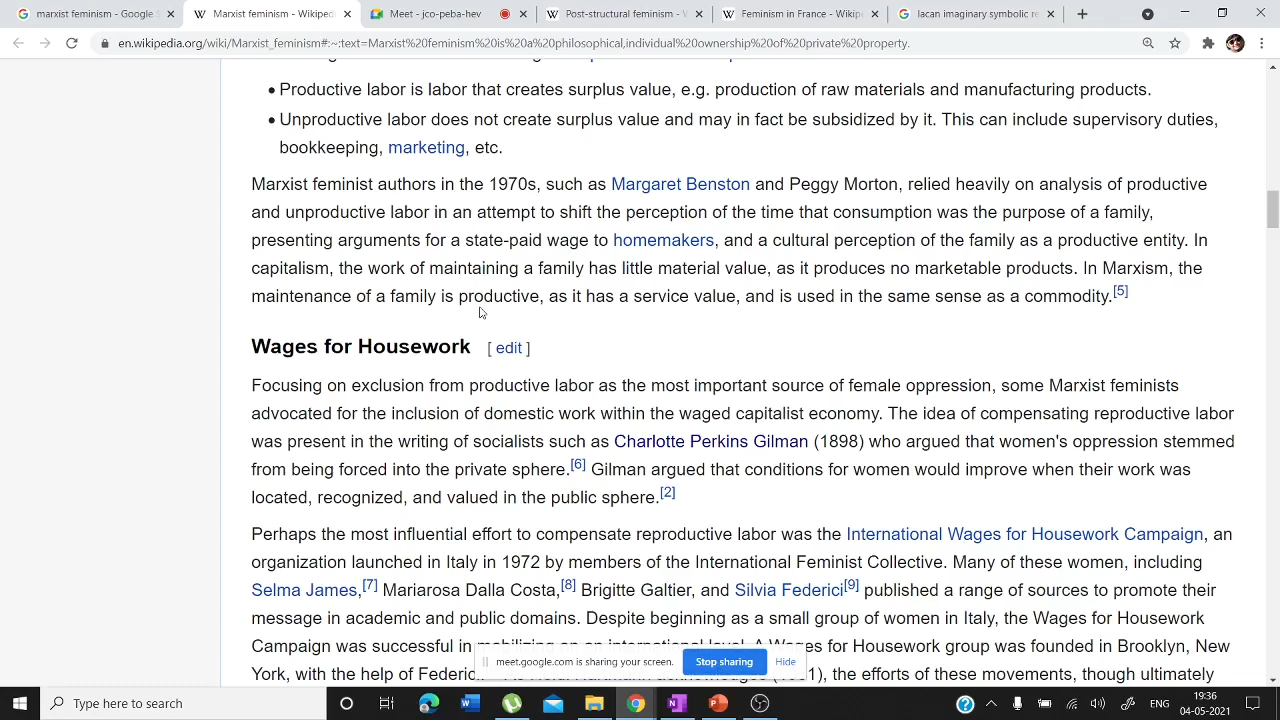 marxist feminism - Google S
Marxist feminism - Wikiped
Meet - jco-peba-hev
Post-structural feminism - W
Feminism in France - Wikipe
lacan imaginary symbolic re
en.wikipedia.org/wiki/Marxist_feminism#:~:text=Marxist%20feminism%20is%20a%20philosophical,individual%20ownership%20of%20private%20property.
Productive labor is labor that creates surplus value, e.g. production of raw materials and manufacturing products.
Unproductive labor does not create surplus value and may in fact be subsidized by it. This can include supervisory duties,
bookkeeping, marketing, etc.
Marxist feminist authors in the 1970s, such as Margaret Benston and Peggy Morton, relied heavily on analysis of productive
and unproductive labor in an attempt to shift the perception of the time that consumption was the purpose of a family,
presenting arguments for a state-paid wage to homemakers, and a cultural perception of the family as a productive entity. In
capitalism, the work of maintaining a family has little material value, as it produces no marketable products. In Marxism, the
maintenance of a family is productive, as it has a service value, and is used in the same sense as a commodity.[5]
Wages for Housework [ edit ]
Focusing on exclusion from productive labor as the most important source of female oppression, some Marxist feminists
advocated for the inclusion of domestic work within the waged capitalist economy. The idea of compensating reproductive labor
was present in the writing of socialists such as Charlotte Perkins Gilman (1898) who argued that women's oppression stemmed
from being forced into the private sphere.[6] Gilman argued that conditions for women would improve when their work was
located, recognized, and valued in the public sphere.[2]
Perhaps the most influential effort to compensate reproductive labor was the International Wages for Housework Campaign, an
organization launched in Italy in 1972 by members of the International Feminist Collective. Many of these women, including
Selma James,[7] Mariarosa Dalla Costa,[8] Brigitte Galtier, and Silvia Federici[9] published a range of sources to promote their
message in academic and public domains. Despite beginning as a small group of women in Italy, the Wages for Housework
Campaign was successful in mobilizing on an international level. A Wages for Housework group was founded in Brooklyn, New
York, with the help of Federici. the efforts of these movements, though ultimately
meet.google.com is sharing your screen. Stop sharing Hide
Type here to search
ENG
19:36
04-05-2021